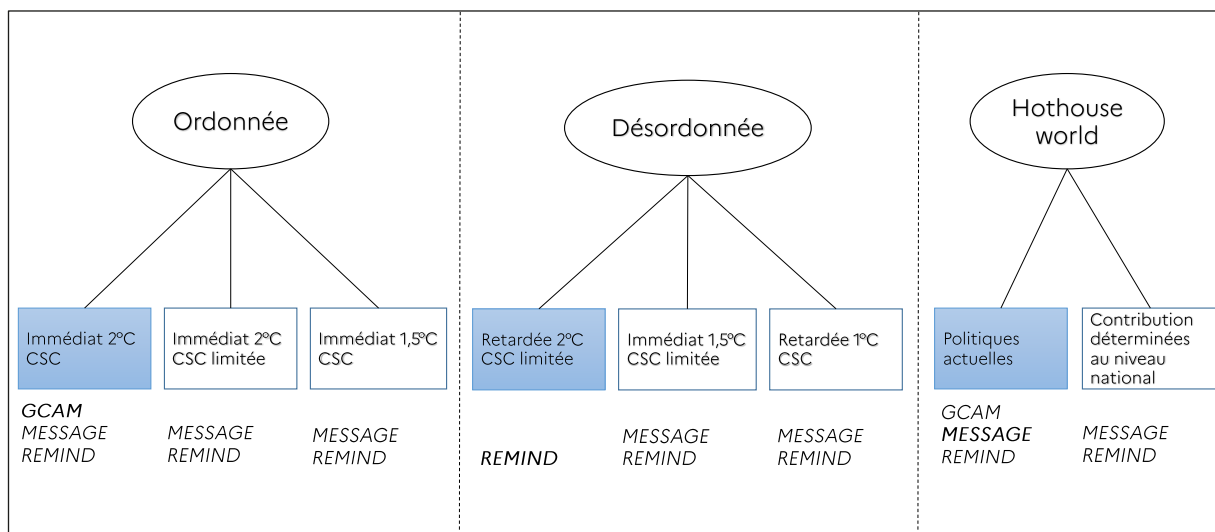 Ordonnée
Immédiat 2°C
CSC
GCAM
MESSAGE
REMIND
Immédiat 2°C
CSC limitée
MESSAGE
REMIND
Immédiat 1,5°C
CSC
MESSAGE
REMIND
Désordonnée
Retardée 2°C
CSC limitée
REMIND
Immédiat 1,5°C
CSC limitée
MESSAGE
REMIND
Retardée 1°C
CSC
MESSAGE
REMIND
Hothouse
world
Politiques
actuelles
GCAM
MESSAGE
REMIND
Contribution
déterminées
au niveau
national
MESSAGE
REMIND